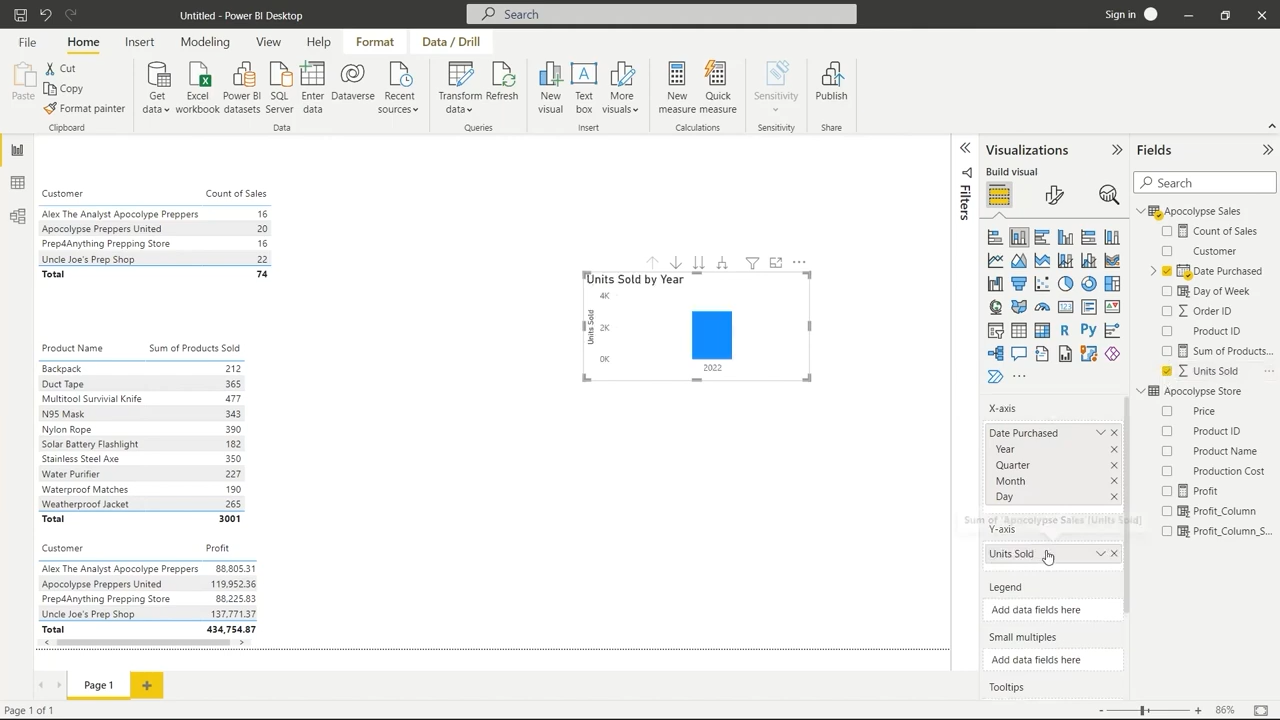 Untitled - Power BI Desktop
Search
Sign in
File
Home
Insert
Modeling
View
Help
Format
Data / Drill
Paste
Cut
Copy
Format painter
Clipboard
Get data
Excel workbook
Power BI datasets
SQL Server
Enter data
Dataverse
Recent sources
Data
Transform data
Refresh
Queries
New visual
Text box
More visuals
Insert
New measure
Quick measure
Calculations
Sensitivity
Sensitivity
Publish
Share
Customer Count of Sales
Alex The Analyst Apocolype Preppers 16
Apocolypse Preppers United 20
Prep4Anything Prepping Store 16
Uncle Joe's Prep Shop 22
Total 74
Product Name Sum of Products Sold
Backpack 212
Duct Tape 365
Multitool Survivial Knife 477
N95 Mask 343
Nylon Rope 390
Solar Battery Flashlight 182
Stainless Steel Axe 350
Water Purifier 227
Waterproof Matches 190
Weatherproof Jacket 265
Total 3001
Customer Profit
Alex The Analyst Apocolype Preppers 88,805.31
Apocolypse Preppers United 119,952.36
Prep4Anything Prepping Store 88,225.83
Uncle Joe's Prep Shop 137,771.37
Total 434,754.87
Units Sold by Year
Units Sold
4K
2K
0K
2022
Filters
Visualizations
Build visual
R
Py
123
X-axis
Date Purchased
Year
Quarter
Month
Day
Sum of 'Apocolypse Sales'[Units Sold]
Y-axis
Units Sold
Legend
Add data fields here
Small multiples
Add data fields here
Tooltips
Fields
Search
Apocolypse Sales
Count of Sales
Customer
Date Purchased
Day of Week
Order ID
Product ID
Sum of Products...
Units Sold
Apocolypse Store
Price
Product ID
Product Name
Production Cost
Profit
Profit_Column
Profit_Column_S...
Page 1
Page 1 of 1
86%